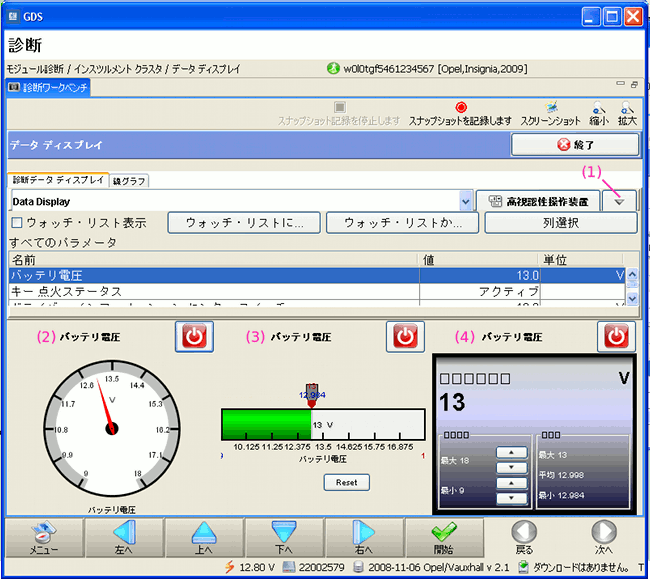 GDS
診断
モジュール診断 / インスツルメント クラスタ / データ ディスプレイ w0l0tgf5461234567 [Opel,Insignia,2009]
診断ワークベンチ
スナップショット記録を停止します スナップショットを記録します スクリーンショット 縮小 拡大
データ ディスプレイ 終了
(1)
診断データ ディスプレイ 線グラフ
Data Display 高視認性操作装置
ウォッチ・リスト表示 ウォッチ・リストに... ウォッチ・リストか... 列選択
すべてのパラメータ
名前 値 単位
バッテリ電圧 13.0 V
キー 点火ステータス アクティブ
(2) バッテリ電圧 (3) バッテリ電圧 (4) バッテリ電圧
9 9.9 10.8 11.7 12.6 13.5 14.4 15.3 16.2 17.1 18
V
バッテリ電圧
13
12.984
13 V
10.125 11.25 12.375 13.5 14.625 15.75 16.875
9 バッテリ電圧 1
Reset
□□□□□□ V
13
□□□□ □□□
最大 18 最大 13
平均 12.998
最小 9 最小 12.984
メニュー 左へ 上へ 下へ 右へ 開始 戻る 次へ
12.80 V 22002579 2008-11-06 Opel/Vauxhall v 2.1 ダウンロードはありません。 T